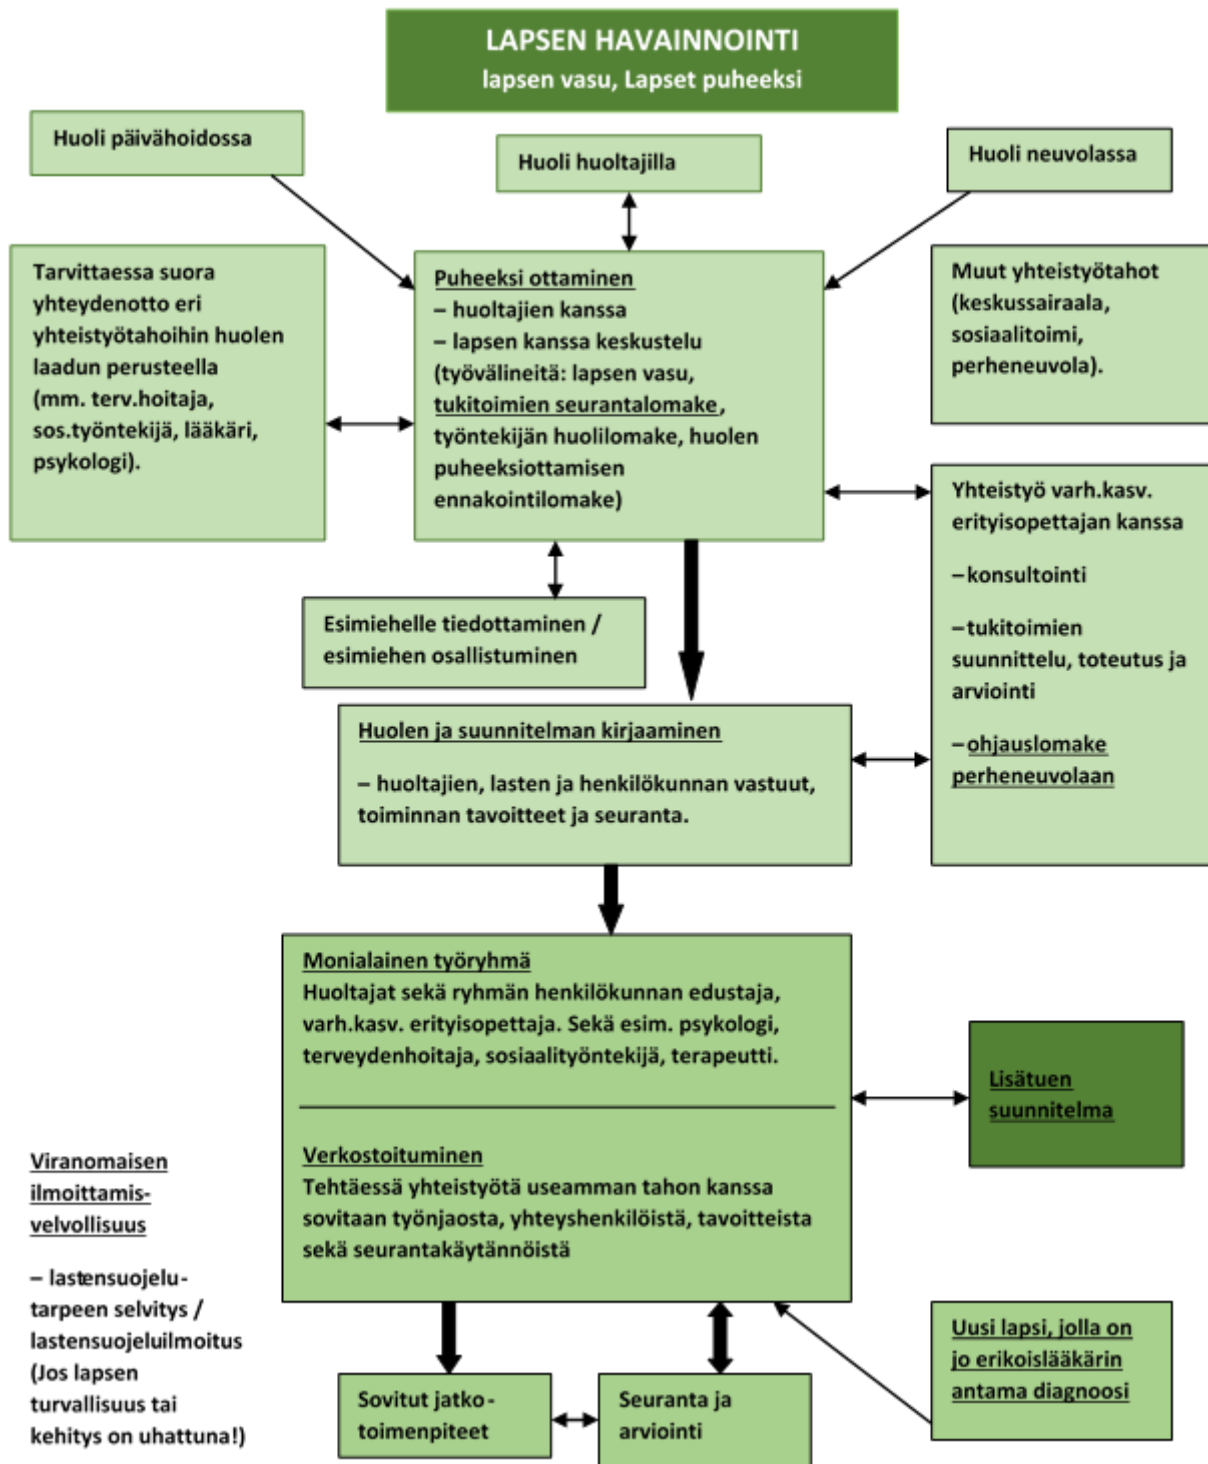 LAPSEN HAVAINNOINTI
lapsen vasu, Lapset puheeksi
Huoli päivähoidossa
Huoli huoltajilla
Huoli neuvolassa
Tarvittaessa suora
yhteydenotto eri
yhteistyötahoihin huolen
laadun perusteella
(mm. terv.hoitaja,
sos.työntekijä, lääkäri,
psykologi).
Puheeksi ottaminen
– huoltajien kanssa
– lapsen kanssa keskustelu
(työvälineitä: lapsen vasu,
tukitoimien seurantalomake,
työntekijän huolilomake, huolen
puheeksiottamisen
ennakointilomake)
Muut yhteistyötahot
(keskussairaala,
sosiaalitoimi,
perheneuvola).
Yhteistyö varh.kasv.
erityisopettajan kanssa
–konsultointi
–tukitoimien
suunnittelu, toteutus ja
arviointi
–ohjauslomake
perheneuvolaan
Esimiehelle tiedottaminen /
esimiehen osallistuminen
Huolen ja suunnitelman kirjaaminen
– huoltajien, lasten ja henkilökunnan vastuut,
toiminnan tavoitteet ja seuranta.
Monialainen työryhmä
Huoltajat sekä ryhmän henkilökunnan edustaja,
varh.kasv. erityisopettaja. Sekä esim. psykologi,
terveydenhoitaja, sosiaalityöntekijä, terapeutti.
Verkostoituminen
Tehtäessä yhteistyötä useamman tahon kanssa
sovitaan työnjaosta, yhteyshenkilöistä, tavoitteista
sekä seurantakäytännöistä
Lisätuen
suunnitelma
Viranomaisen
ilmoittamis-
velvollisuus
– lastensuojelu-
tarpeen selvitys /
lastensuojeluilmoitus
(Jos lapsen
turvallisuus tai
kehitys on uhattuna!)
Sovitut jatko-
toimenpiteet
Seuranta ja
arviointi
Uusi lapsi, jolla on
jo erikoislääkärin
antama diagnoosi